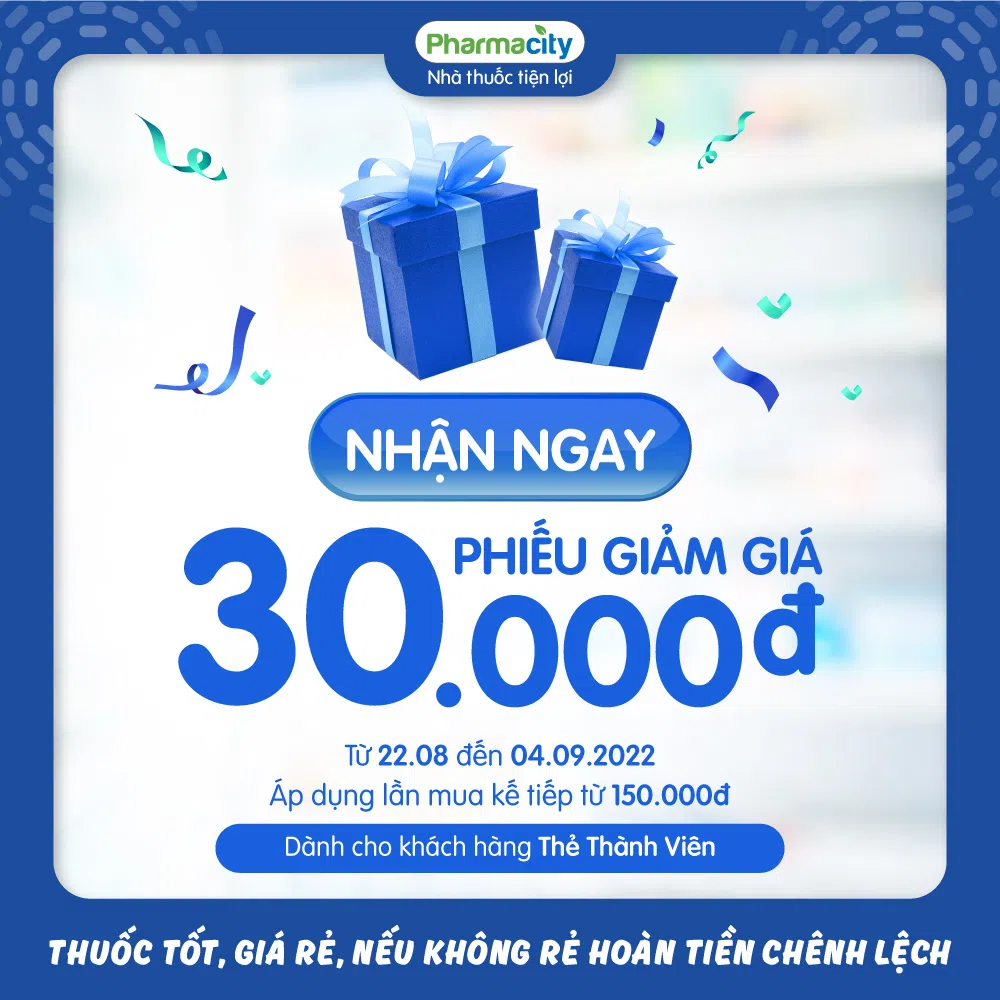 Pharmacity
Nhà thuốc tiện lợi
NHẬN NGAY
PHIẾU GIẢM GIÁ
30.000đ
Từ 22.08 đến 04.09.2022
Áp dụng lần mua kế tiếp từ 150.000đ
Dành cho khách hàng Thẻ Thành Viên
THUỐC TỐT, GIÁ RẺ, NẾU KHÔNG RẺ HOÀN TIỀN CHÊNH LỆCH